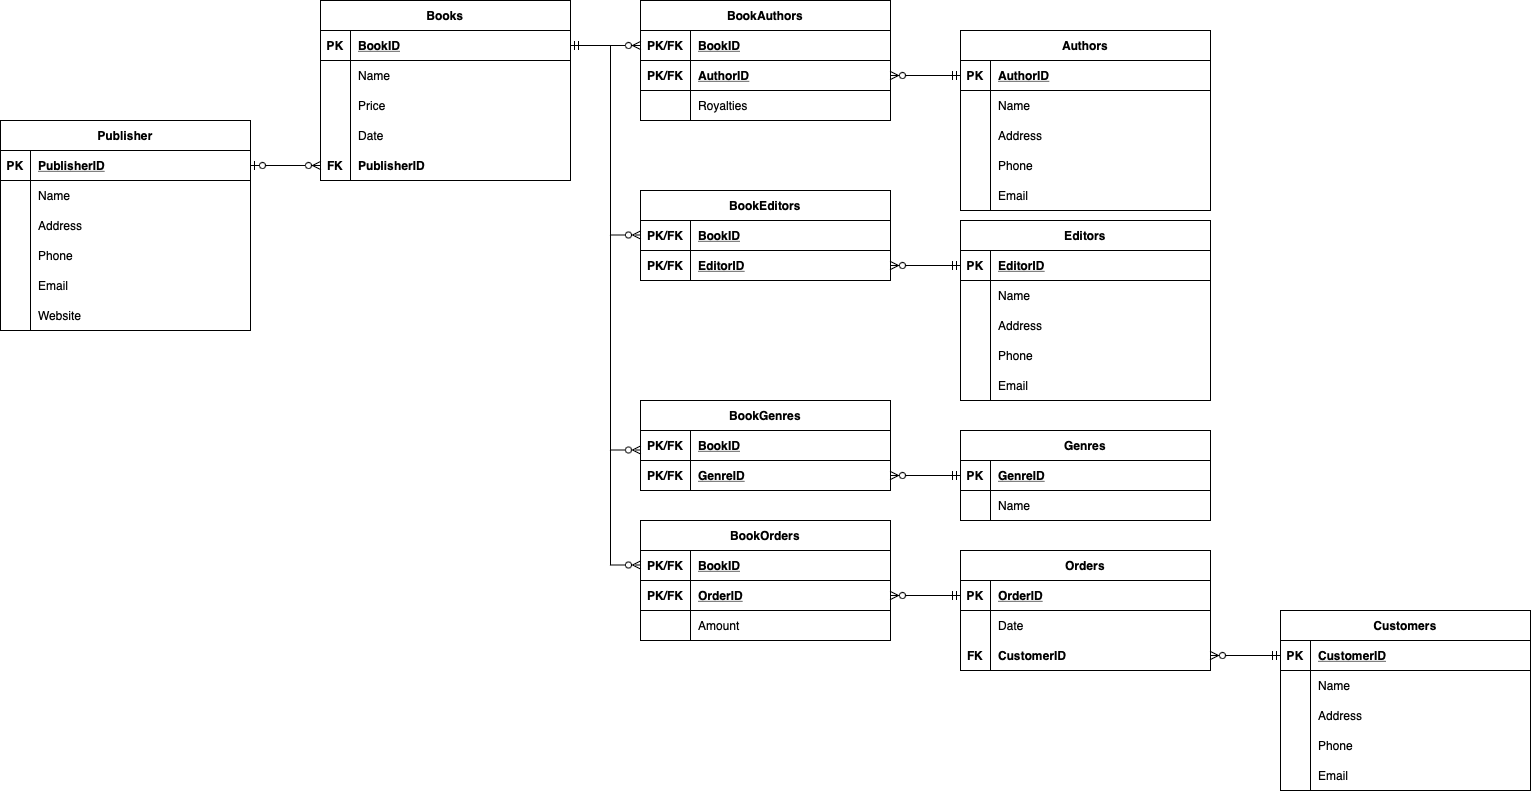 Publisher
PK PublisherID
Name
Address
Phone
Email
Website
Books
PK BookID
Name
Price
Date
FK PublisherID
BookAuthors
PK/FK BookID
PK/FK AuthorID
Royalties
Authors
PK AuthorID
Name
Address
Phone
Email
BookEditors
PK/FK BookID
PK/FK EditorID
Editors
PK EditorID
Name
Address
Phone
Email
BookGenres
PK/FK BookID
PK/FK GenreID
Genres
PK GenreID
Name
BookOrders
PK/FK BookID
PK/FK OrderID
Amount
Orders
PK OrderID
Date
FK CustomerID
Customers
PK CustomerID
Name
Address
Phone
Email